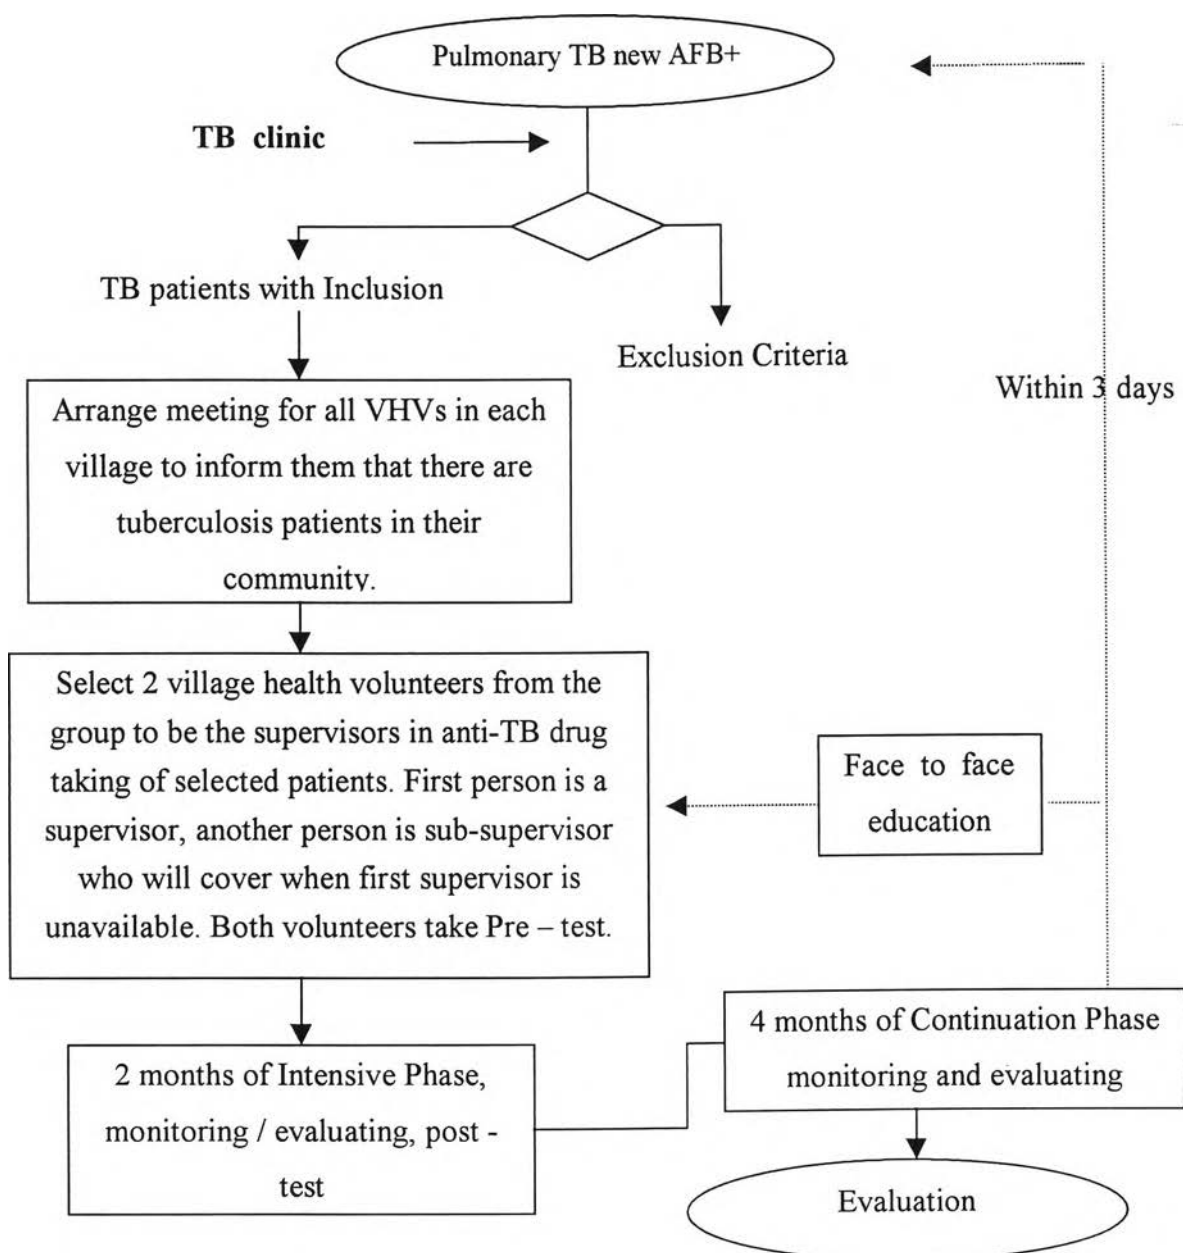 Pulmonary TB new AFB+
TB clinic
TB patients with Inclusion
Exclusion Criteria
Within 3 days
Arrange meeting for all VHVs in each
village to inform them that there are
tuberculosis patients in their
community.
Select 2 village health volunteers from the
group to be the supervisors in anti-TB drug
taking of selected patients. First person is a
supervisor, another person is sub-supervisor
who will cover when first supervisor is
unavailable. Both volunteers take Pre – test.
Face to face
education
2 months of Intensive Phase,
monitoring / evaluating, post -
test
4 months of Continuation Phase
monitoring and evaluating
Evaluation